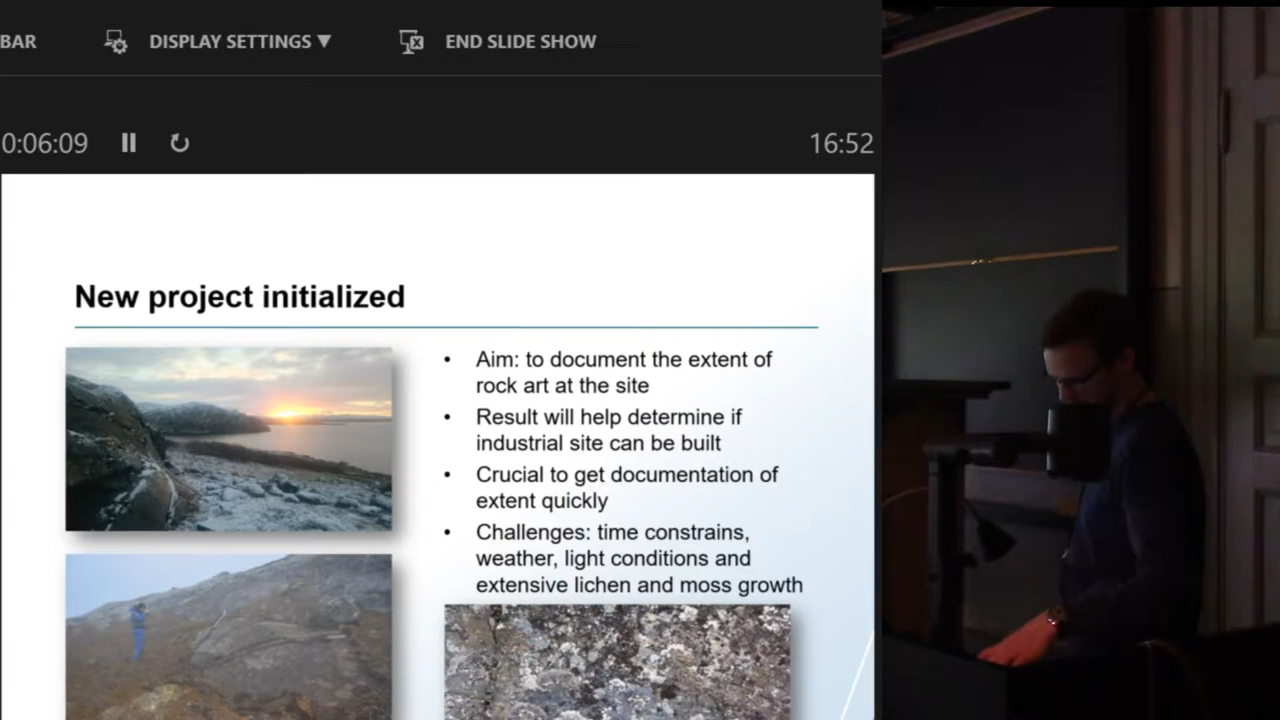 BAR
DISPLAY SETTINGS ▼
END SLIDE SHOW
0:06:09
16:52
New project initialized
• Aim: to document the extent of
rock art at the site
• Result will help determine if
industrial site can be built
• Crucial to get documentation of
extent quickly
• Challenges: time constrains,
weather, light conditions and
extensive lichen and moss growth